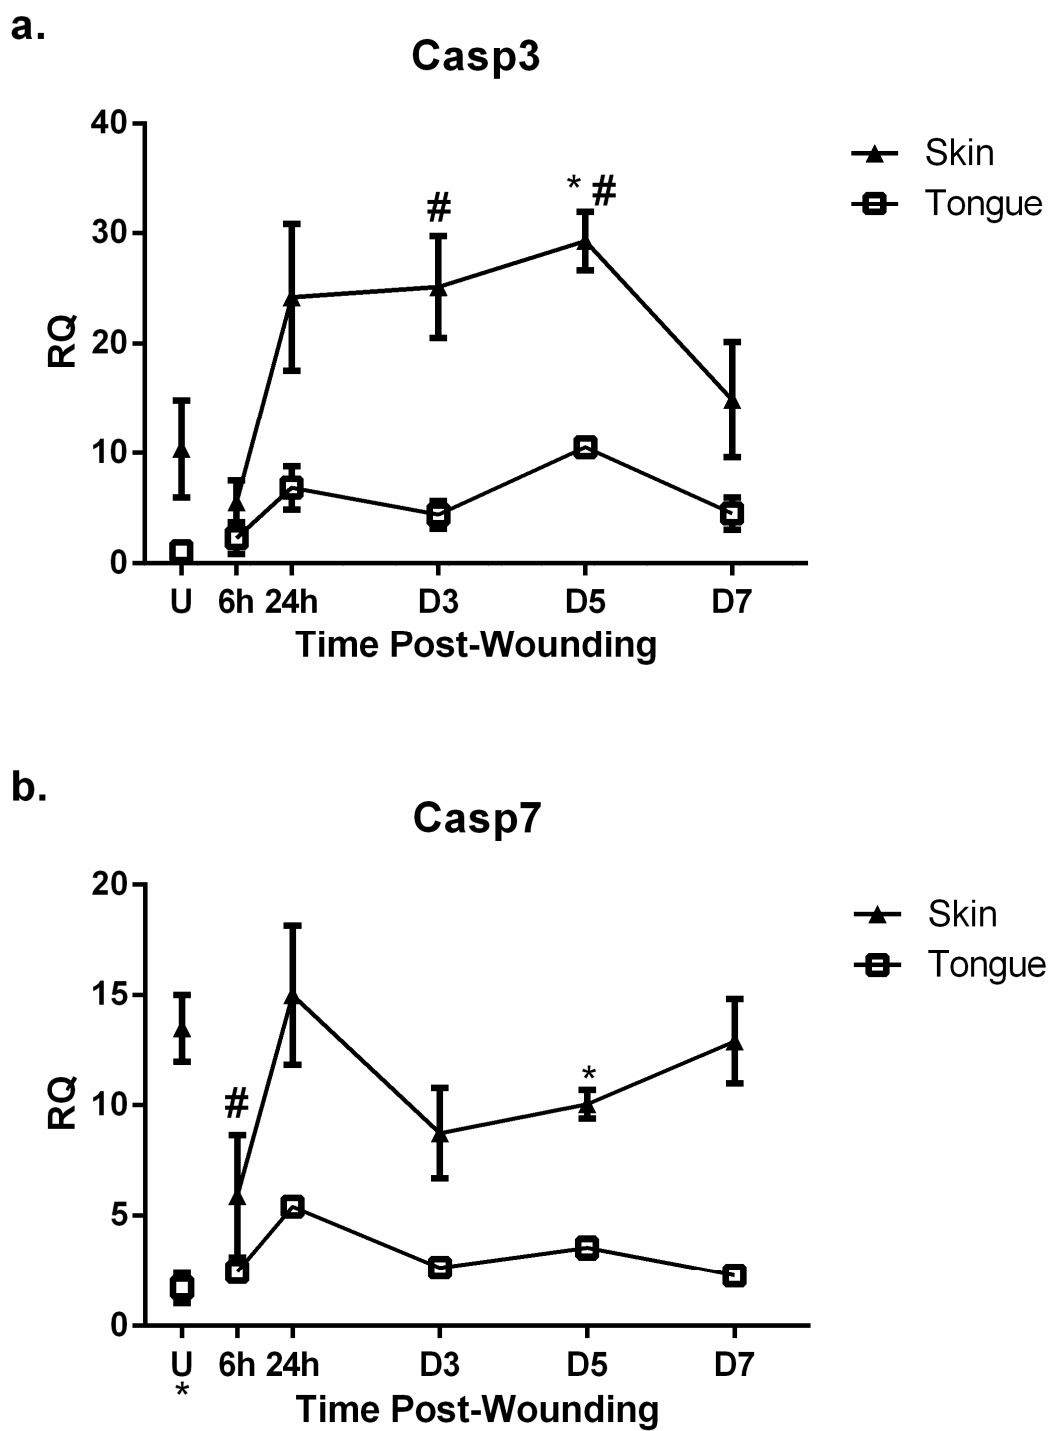 a.
Casp3
40
30
20
10
0
RQ
#
* #
Skin
Tongue
U 6h 24h D3 D5 D7
Time Post-Wounding
b.
Casp7
20
15
10
5
0
RQ
#
*
Skin
Tongue
U 6h 24h D3 D5 D7
*
Time Post-Wounding